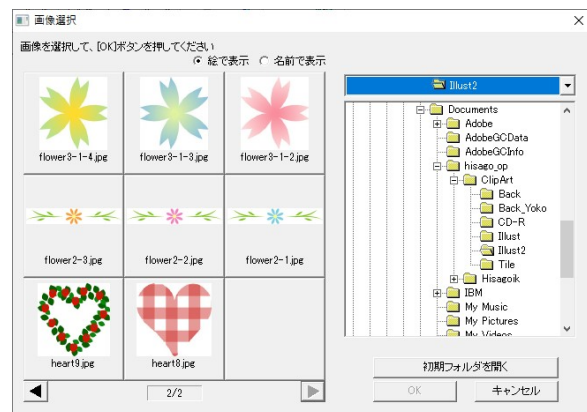 画像選択
画像を選択して、[OK]ボタンを押してください
絵で表示 名前で表示
flower3-1-4.jpg flower3-1-3.jpg flower3-1-2.jpg
flower2-3.jpg flower2-2.jpg flower2-1.jpg
heart9.jpg heart8.jpg
2/2
Illust2
Documents
Adobe
AdobeGCData
AdobeGCInfo
hisago_op
ClipArt
Back
Back_Yoko
CD-R
Illust
Illust2
Tile
Hisagoik
IBM
My Music
My Pictures
My Videos
初期フォルダを開く
OK キャンセル